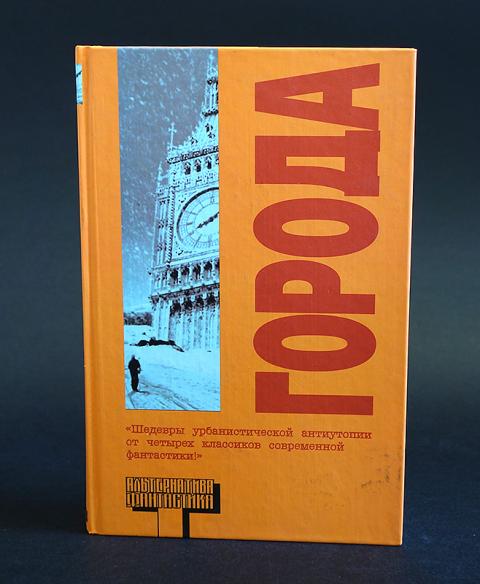 ГОРОДА
«Шедевры урбанистической антиутопии
от четырех классиков современной
фантастики!»
АЛЬТЕРНАТИВА
ФАНТАСТИКА